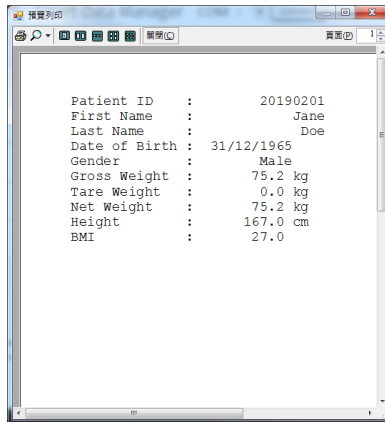 預覽列印
關閉(C) 頁面(P) 1
Patient ID : 20190201
First Name : Jane
Last Name : Doe
Date of Birth : 31/12/1965
Gender : Male
Gross Weight : 75.2 kg
Tare Weight : 0.0 kg
Net Weight : 75.2 kg
Height : 167.0 cm
BMI : 27.0